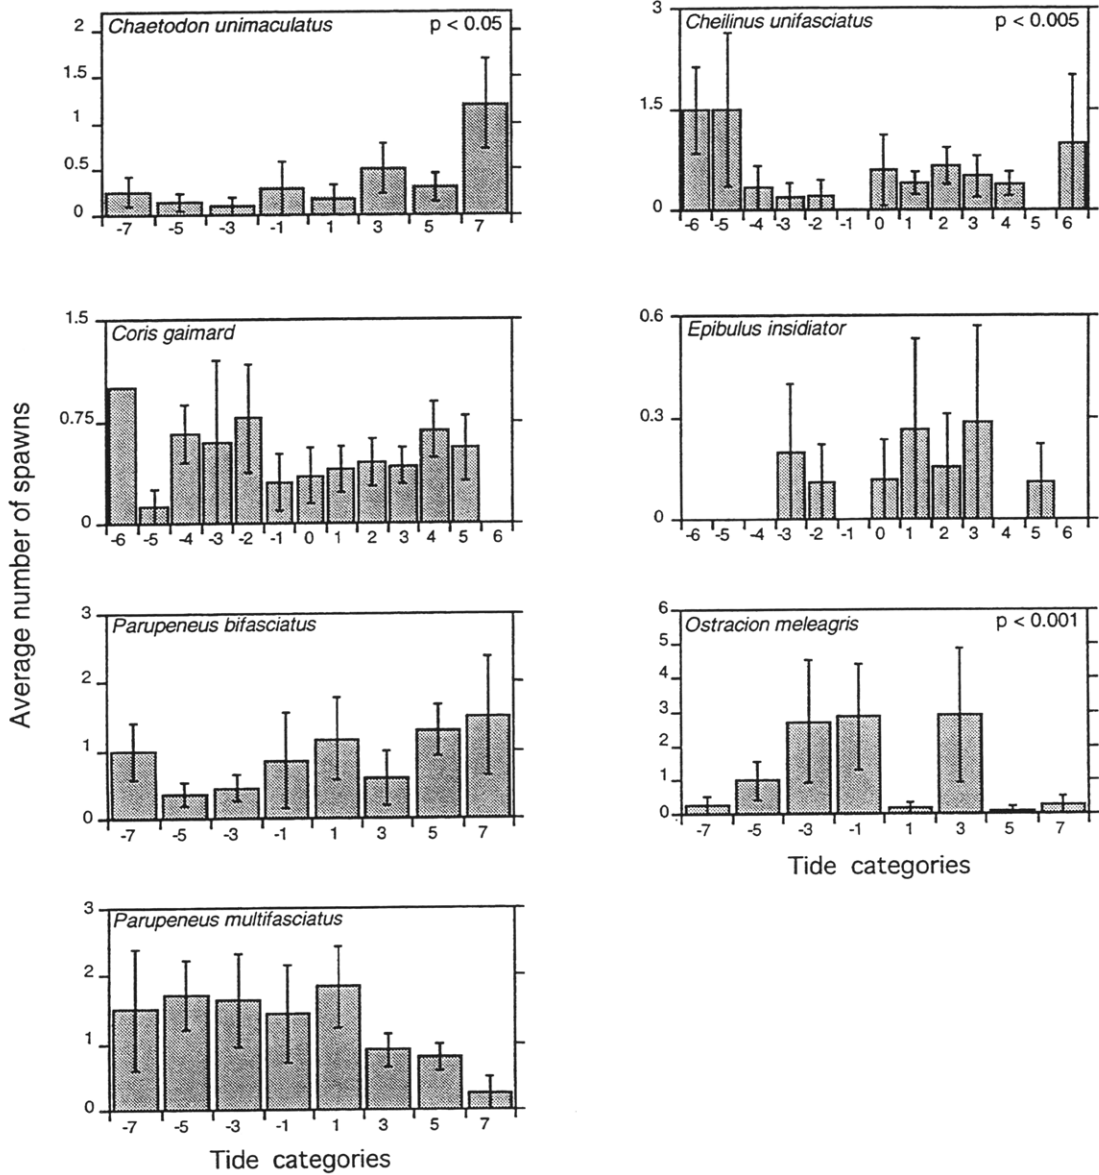 Average number of spawns
Chaetodon unimaculatus p < 0.05
2
1.5
1
0.5
0
-7 -5 -3 -1 1 3 5 7
Cheilinus unifasciatus p < 0.005
3
1.5
0
-6 -5 -4 -3 -2 -1 0 1 2 3 4 5 6
Coris gaimard
1.5
0.75
0
-6 -5 -4 -3 -2 -1 0 1 2 3 4 5 6
Epibulus insidiator
0.6
0.3
0
-6 -5 -4 -3 -2 -1 0 1 2 3 4 5 6
Parupeneus bifasciatus
3
2
1
0
-7 -5 -3 -1 1 3 5 7
Ostracion meleagris p < 0.001
6
5
4
3
2
1
0
-7 -5 -3 -1 1 3 5 7
Tide categories
Parupeneus multifasciatus
3
2
1
0
-7 -5 -3 -1 1 3 5 7
Tide categories